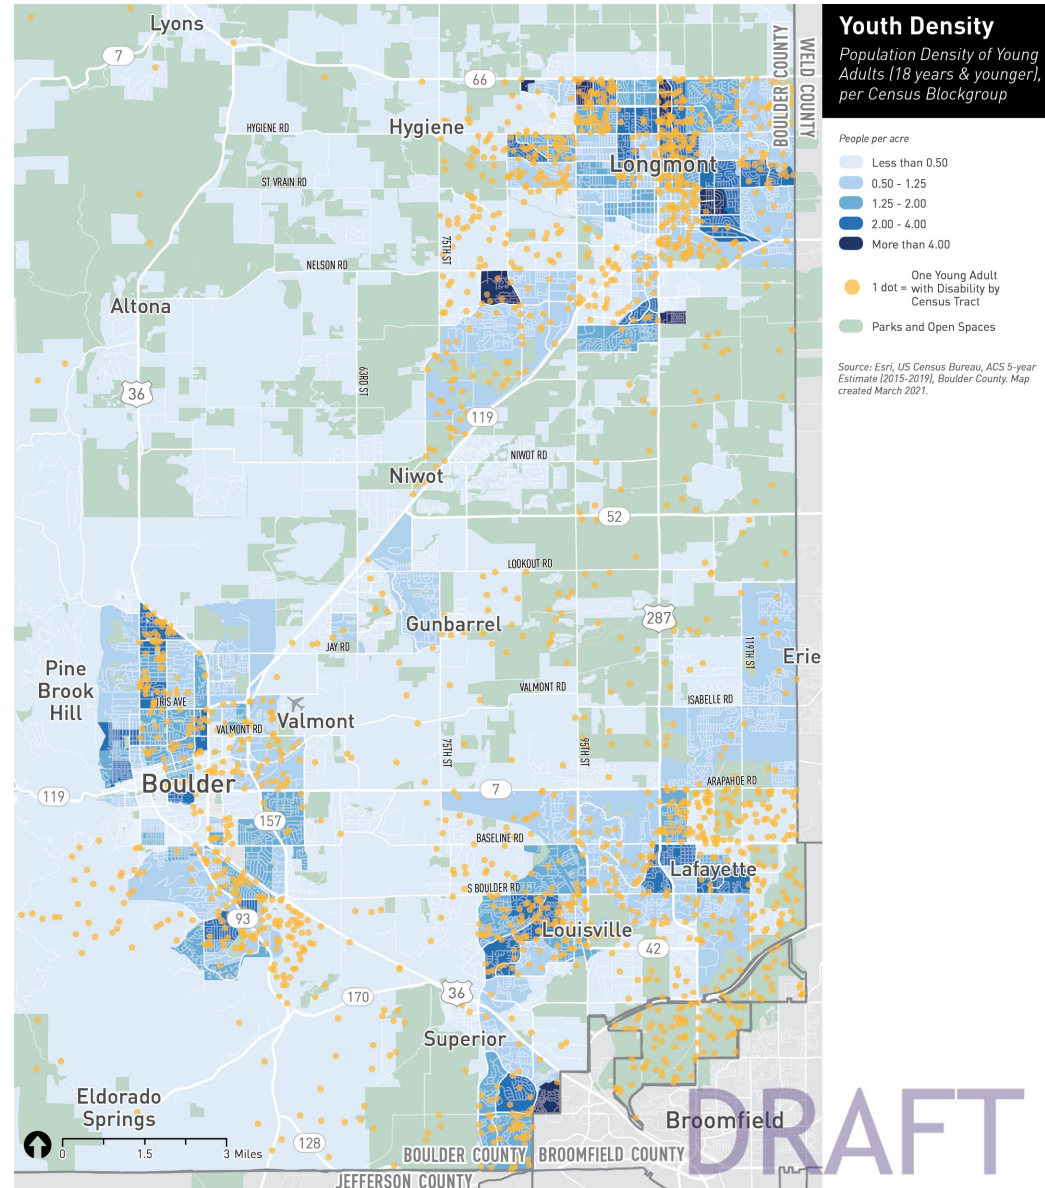 Youth Density
Population Density of Young
Adults (18 years & younger),
per Census Blockgroup
People per acre
Less than 0.50
0.50 - 1.25
1.25 - 2.00
2.00 - 4.00
More than 4.00
1 dot =
One Young Adult
with Disability by
Census Tract
Parks and Open Spaces
Source: Esri, US Census Bureau, ACS 5-year
Estimate (2015-2019), Boulder County. Map
created March 2021.
Lyons
7
66
BOULDER COUNTY
WELD COUNTY
HYGIENE RD
Hygiene
Longmont
ST VRAIN RD
75TH ST
NELSON RD
Altona
36
63RD ST
119
NIWOT RD
Niwot
52
LOOKOUT RD
287
Gunbarrel
JAY RD
119TH ST
Erie
Pine
Brook
Hill
IRIS AVE
VALMONT RD
ISABELLE RD
Valmont
VALMONT RD
75TH ST
95TH ST
Boulder
ARAPAHOE RD
119
7
157
BASELINE RD
Lafayette
S BOULDER RD
93
Louisville
42
170
36
Superior
Eldorado
Springs
Broomfield
DRAFT
0 1.5 3 Miles
128
BOULDER COUNTY
BROOMFIELD COUNTY
JEFFERSON COUNTY